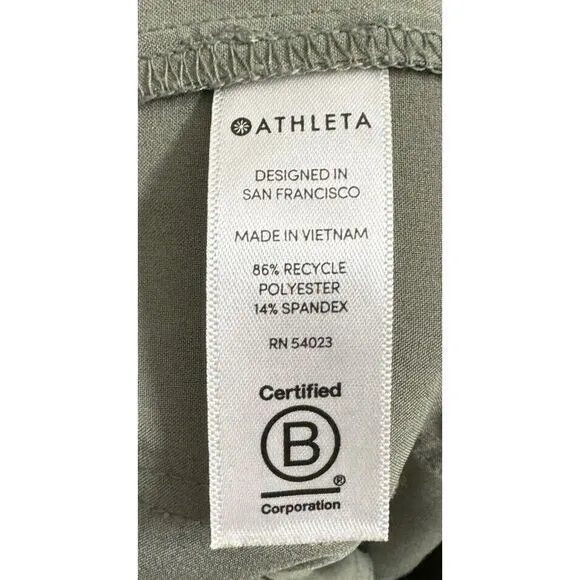 ATHLETA
DESIGNED IN
SAN FRANCISCO
MADE IN VIETNAM
86% RECYCLE
POLYESTER
14% SPANDEX
RN 54023
Certified
B
®
Corporation